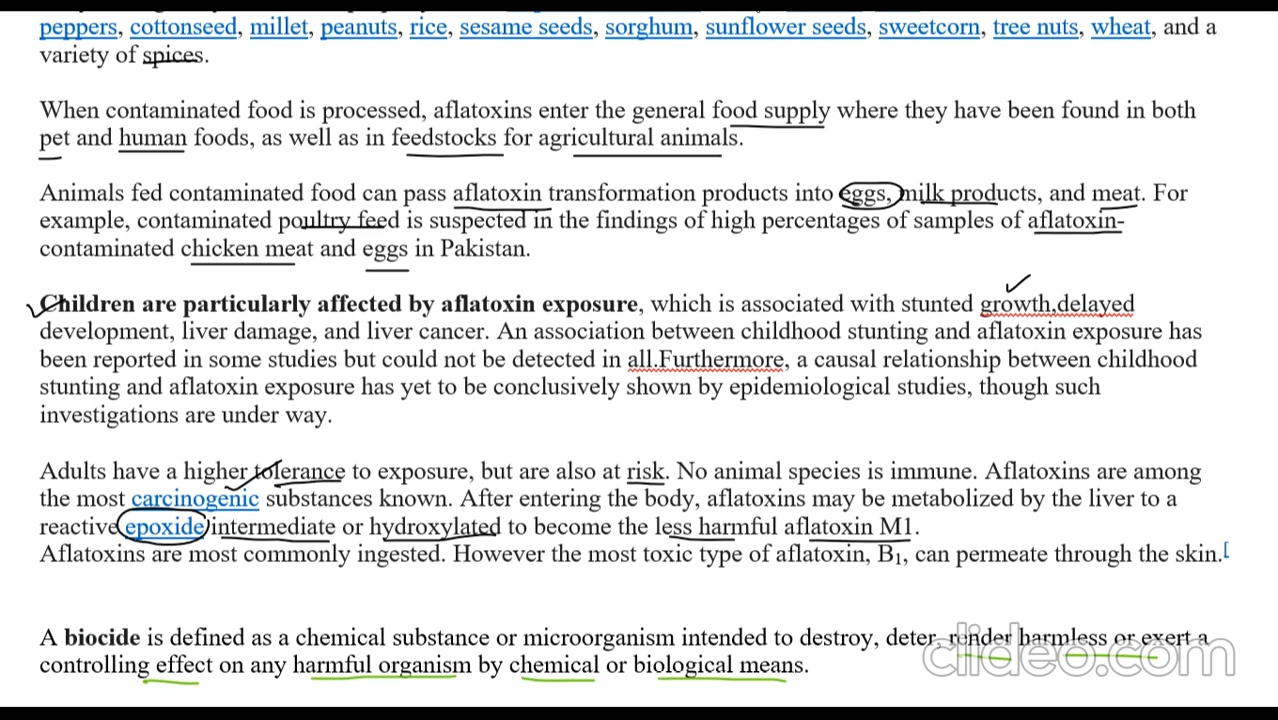 peppers, cottonseed, millet, peanuts, rice, sesame seeds, sorghum, sunflower seeds, sweetcorn, tree nuts, wheat, and a
variety of spices.
When contaminated food is processed, aflatoxins enter the general food supply where they have been found in both
pet and human foods, as well as in feedstocks for agricultural animals.
Animals fed contaminated food can pass aflatoxin transformation products into eggs, milk products, and meat. For
example, contaminated poultry feed is suspected in the findings of high percentages of samples of aflatoxin-
contaminated chicken meat and eggs in Pakistan.
Children are particularly affected by aflatoxin exposure, which is associated with stunted growth,delayed
development, liver damage, and liver cancer. An association between childhood stunting and aflatoxin exposure has
been reported in some studies but could not be detected in all.Furthermore, a causal relationship between childhood
stunting and aflatoxin exposure has yet to be conclusively shown by epidemiological studies, though such
investigations are under way.
Adults have a higher tolerance to exposure, but are also at risk. No animal species is immune. Aflatoxins are among
the most carcinogenic substances known. After entering the body, aflatoxins may be metabolized by the liver to a
reactive epoxide intermediate or hydroxylated to become the less harmful aflatoxin M1.
Aflatoxins are most commonly ingested. However the most toxic type of aflatoxin, B₁, can permeate through the skin.[
A biocide is defined as a chemical substance or microorganism intended to destroy, deter, render harmless or exert a
controlling effect on any harmful organism by chemical or biological means.
clideo.com